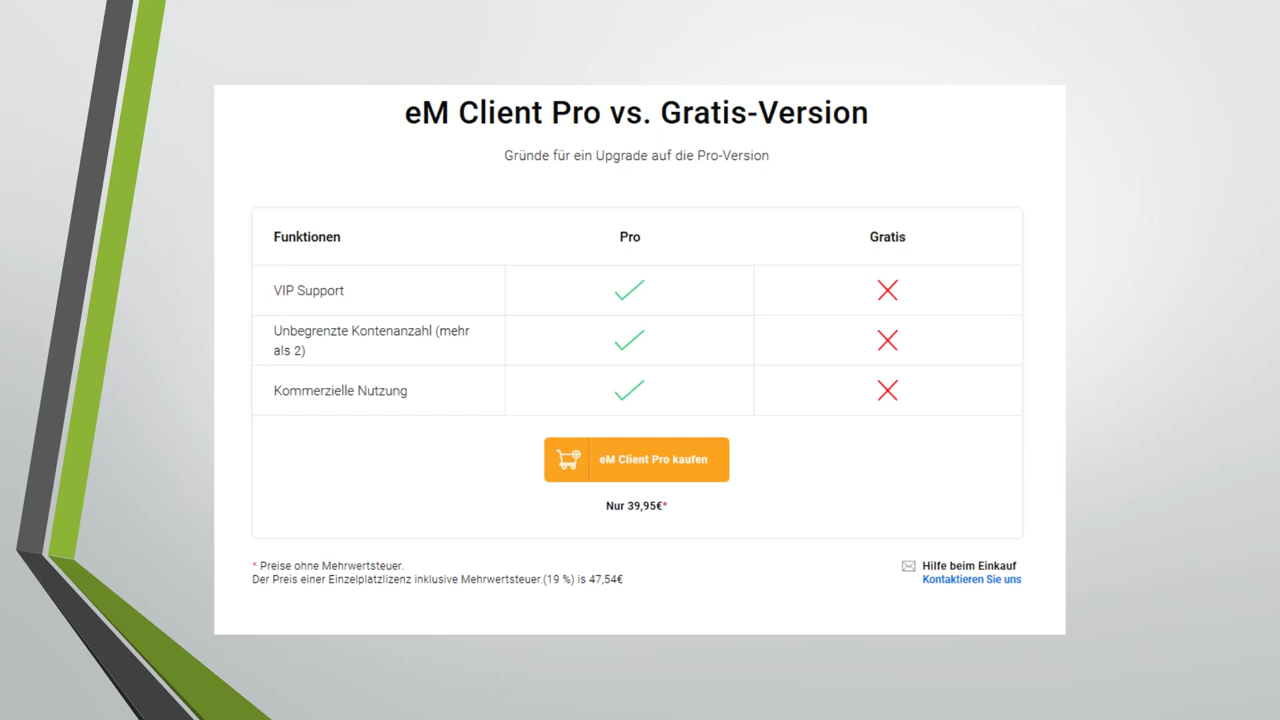 eM Client Pro vs. Gratis-Version
Gründe für ein Upgrade auf die Pro-Version
Funktionen Pro Gratis
VIP Support
Unbegrenzte Kontenanzahl (mehr
als 2)
Kommerzielle Nutzung
eM Client Pro kaufen
Nur 39,95€*
* Preise ohne Mehrwertsteuer.
Der Preis einer Einzelplatzlizenz inklusive Mehrwertsteuer.(19 %) is 47,54€
Hilfe beim Einkauf
Kontaktieren Sie uns